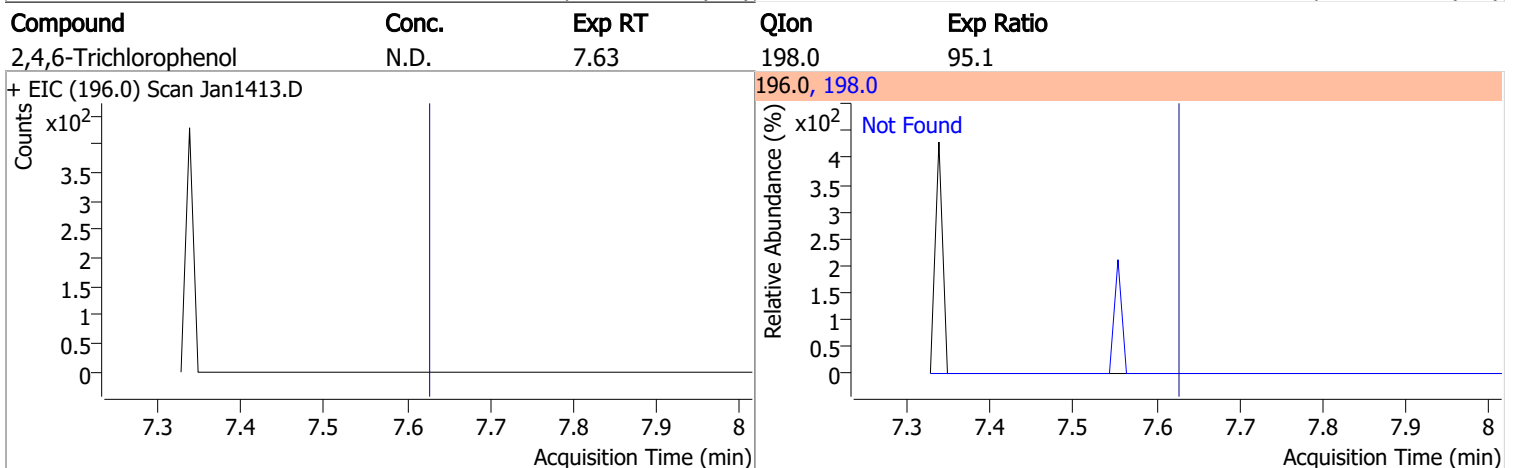 Compound Conc. Exp RT QIon Exp Ratio
2,4,6-Trichlorophenol N.D. 7.63 198.0 95.1
+ EIC (196.0) Scan Jan1413.D
Counts
x10²
3.5
3
2.5
2
1.5
1
0.5
0
7.3 7.4 7.5 7.6 7.7 7.8 7.9 8
Acquisition Time (min)
196.0, 198.0
Relative Abundance (%)
x10²
Not Found
4
3.5
3
2.5
2
1.5
1
0.5
0
7.3 7.4 7.5 7.6 7.7 7.8 7.9 8
Acquisition Time (min)